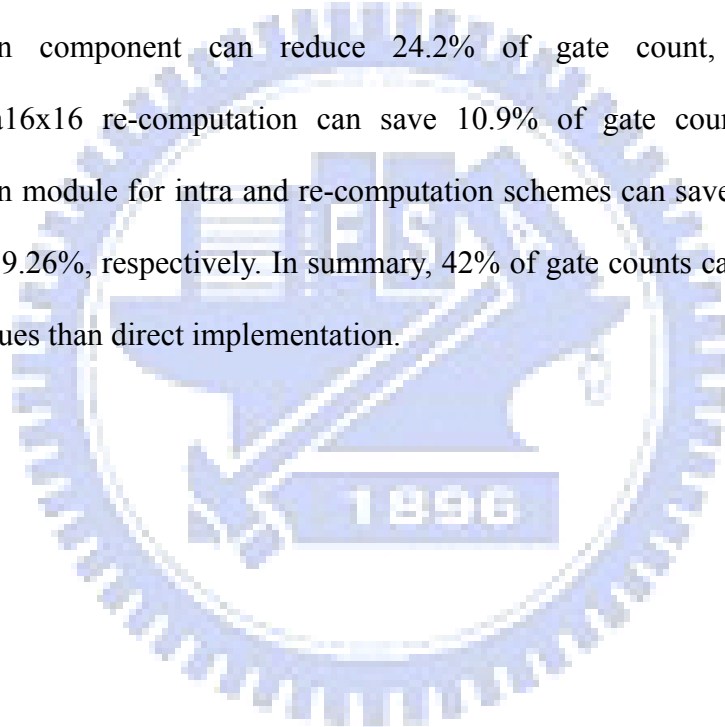 n component can reduce 24.2% of gate count,
a16x16 re-computation can save 10.9% of gate coun
n module for intra and re-computation schemes can save
9.26%, respectively. In summary, 42% of gate counts ca
ues than direct implementation.
E S A
1896